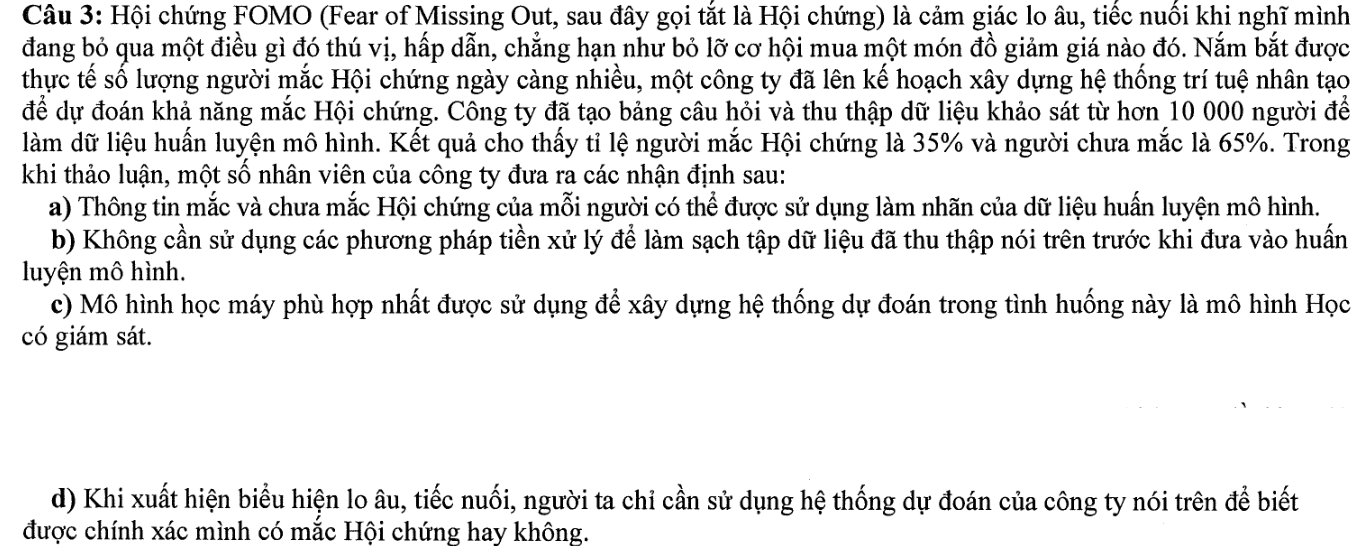 Câu 3: Hội chứng FOMO (Fear of Missing Out, sau đây gọi tắt là Hội chứng) là cảm giác lo âu, tiếc nuối khi nghĩ mình
đang bỏ qua một điều gì đó thú vị, hấp dẫn, chẳng hạn như bỏ lỡ cơ hội mua một món đồ giảm giá nào đó. Nắm bắt được
thực tế số lượng người mắc Hội chứng ngày càng nhiều, một công ty đã lên kế hoạch xây dựng hệ thống trí tuệ nhân tạo
để dự đoán khả năng mắc Hội chứng. Công ty đã tạo bảng câu hỏi và thu thập dữ liệu khảo sát từ hơn 10 000 người để
làm dữ liệu huấn luyện mô hình. Kết quả cho thấy tỉ lệ người mắc Hội chứng là 35% và người chưa mắc là 65%. Trong
khi thảo luận, một số nhân viên của công ty đưa ra các nhận định sau:
a) Thông tin mắc và chưa mắc Hội chứng của mỗi người có thể được sử dụng làm nhãn của dữ liệu huấn luyện mô hình.
b) Không cần sử dụng các phương pháp tiền xử lý để làm sạch tập dữ liệu đã thu thập nói trên trước khi đưa vào huấn
luyện mô hình.
c) Mô hình học máy phù hợp nhất được sử dụng để xây dựng hệ thống dự đoán trong tình huống này là mô hình Học
có giám sát.
d) Khi xuất hiện biểu hiện lo âu, tiếc nuối, người ta chỉ cần sử dụng hệ thống dự đoán của công ty nói trên để biết
được chính xác mình có mắc Hội chứng hay không.